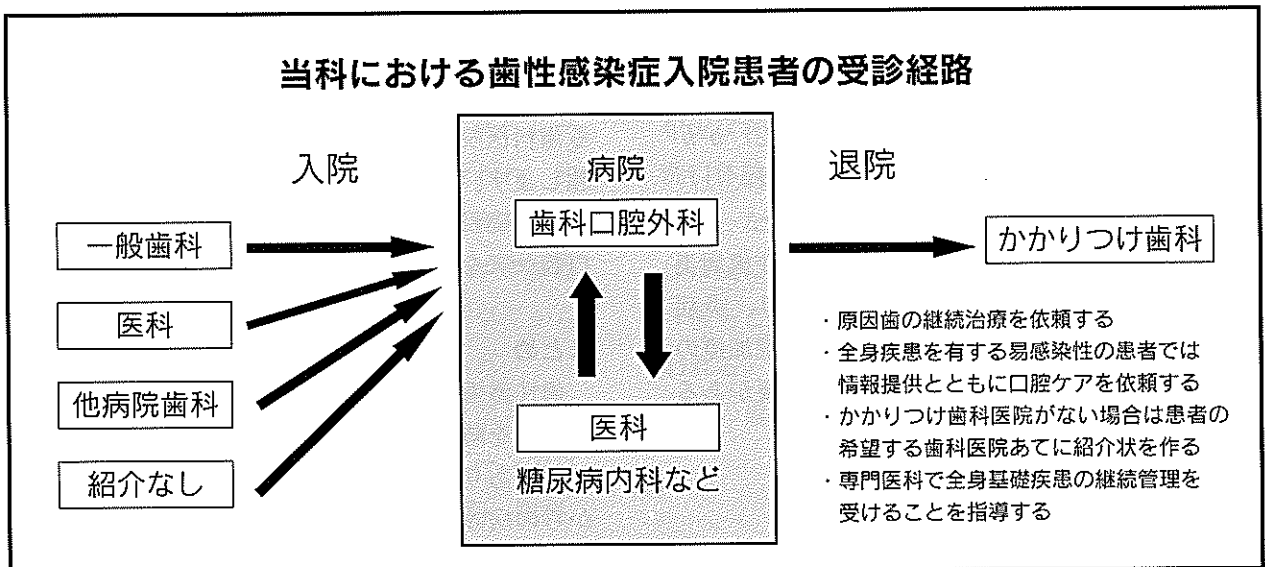 当科における歯性感染症入院患者の受診経路
入院
一般歯科
医科
他病院歯科
紹介なし
病院
歯科口腔外科
医科
糖尿病内科など
退院
かかりつけ歯科
・原因歯の継続治療を依頼する
・全身疾患を有する易感染性の患者では
情報提供とともに口腔ケアを依頼する
・かかりつけ歯科医院がない場合は患者の
希望する歯科医院あてに紹介状を作る
・専門医科で全身基礎疾患の継続管理を
受けることを指導する